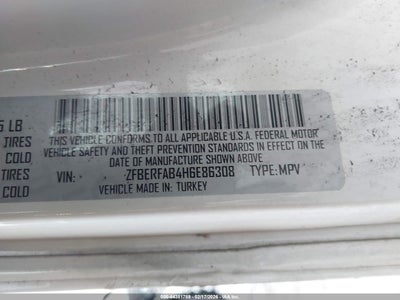 5 LB
TIRES
COLD
TIRES
COLD
THIS VEHICLE CONFORMS TO ALL APPLICABLE U.S.A. FEDERAL MOTOR
VEHICLE SAFETY AND THEFT PREVENTION STANDARDS IN EFFECT ON THE
DATE OF MANUFACTURE SHOWN ABOVE
VIN: ZFBERFAB4H6E86308 TYPE: MPV
VEHICLE MADE IN: TURKEY